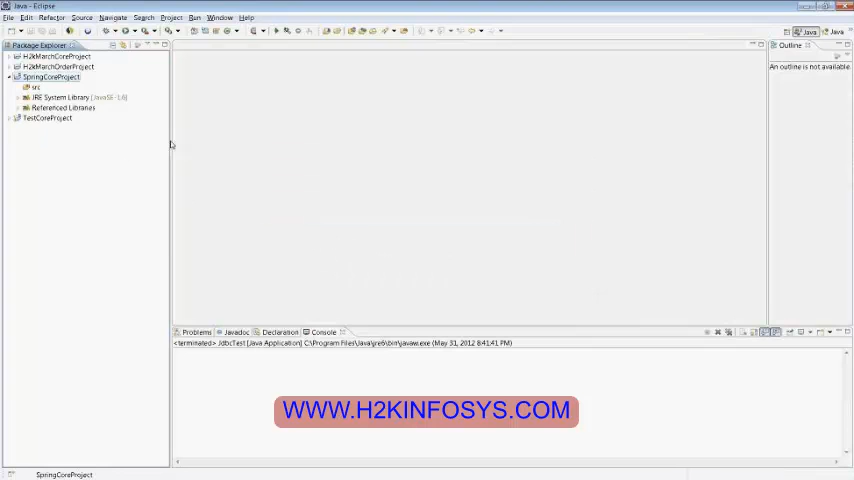 Java - Eclipse
File Edit Refactor Source Navigate Search Project Run Window Help
Java Java
Package Explorer
Outline
H2kMarchCoreProject
H2kMarchOrderProject
SpringCoreProject
src
JRE System Library [JavaSE-1.6]
Referenced Libraries
TestCoreProject
An outline is not available.
Problems Javadoc Declaration Console
<terminated> JdbcTest [Java Application] C:\Program Files\Java\jre6\bin\javaw.exe (May 31, 2012 8:41:41 PM)
WWW.H2KINFOSYS.COM
SpringCoreProject